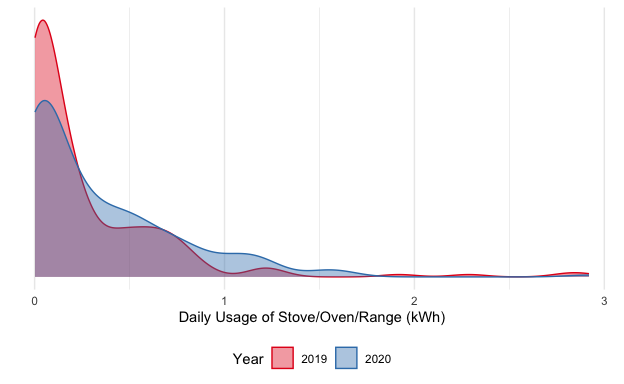 0 1 2 3
Daily Usage of Stove/Oven/Range (kWh)
Year 2019 2020